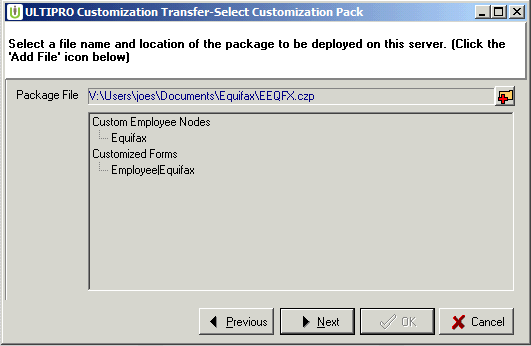 ULTIPRO Customization Transfer-Select Customization Pack
Select a file name and location of the package to be deployed on this server. (Click the
'Add File' icon below)
Package File V:\Users\joes\Documents\Equifax\EEQFX.czp
Custom Employee Nodes
Equifax
Customized Forms
Employee|Equifax
Previous Next OK Cancel